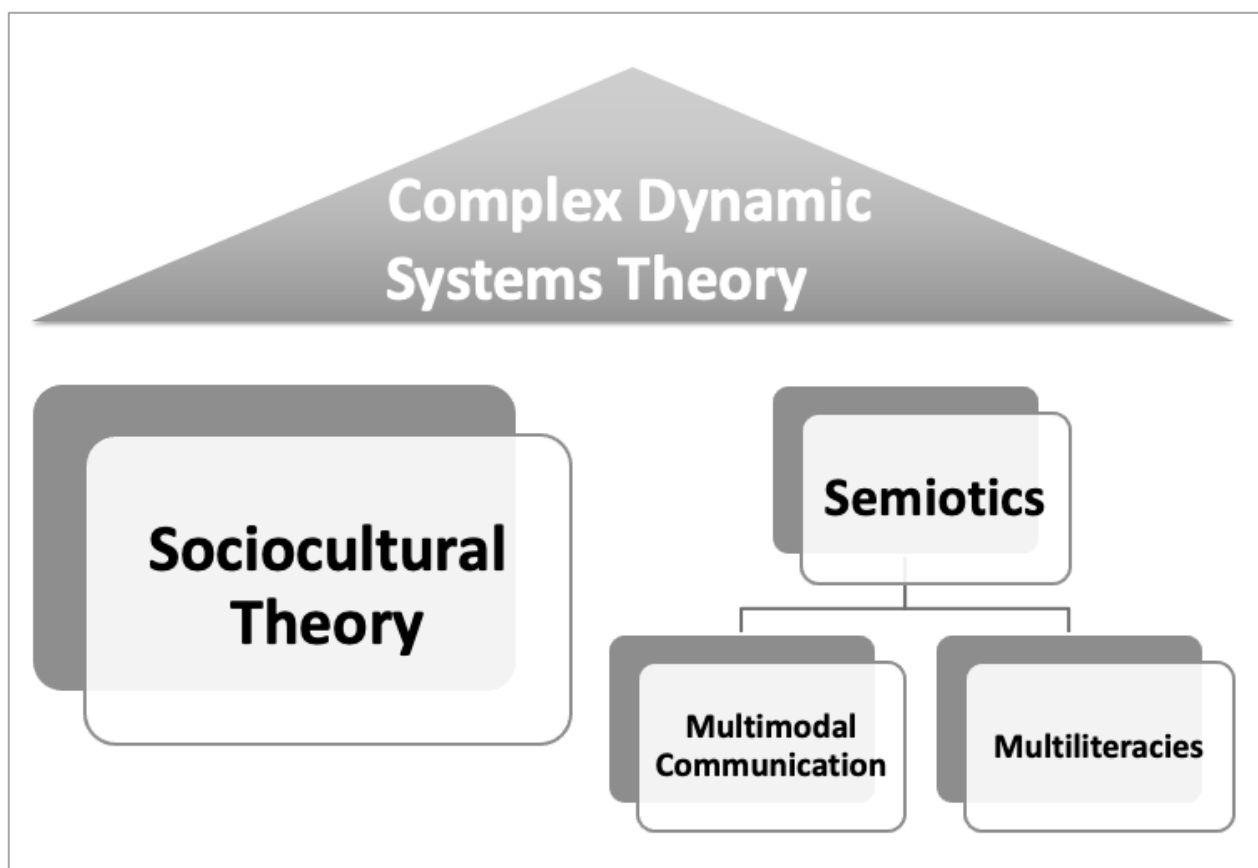 Complex Dynamic
Systems Theory
Sociocultural
Theory
Semiotics
Multimodal
Communication
Multiliteracies